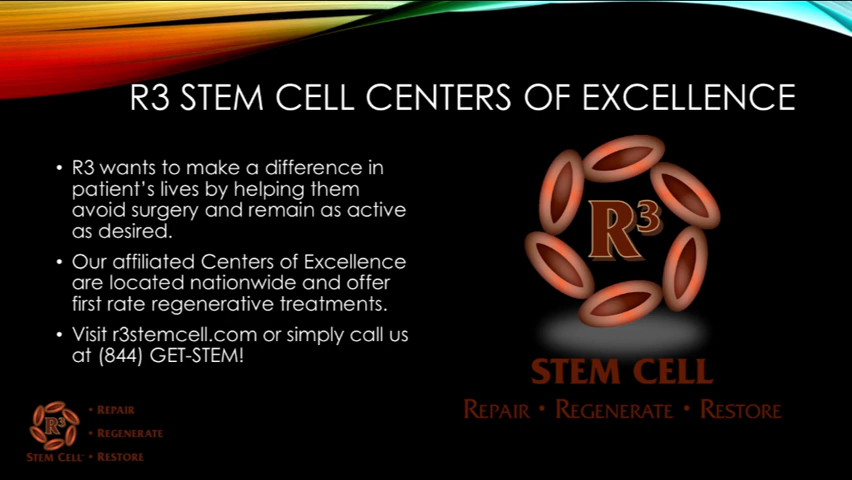 R3 STEM CELL CENTERS OF EXCELLENCE
• R3 wants to make a difference in
patient's lives by helping them
avoid surgery and remain as active
as desired.
• Our affiliated Centers of Excellence
are located nationwide and offer
first rate regenerative treatments.
• Visit r3stemcell.com or simply call us
at (844) GET-STEM!
R³
STEM CELL
REPAIR • REGENERATE • RESTORE
R³
STEM CELL
• REPAIR
• REGENERATE
• RESTORE